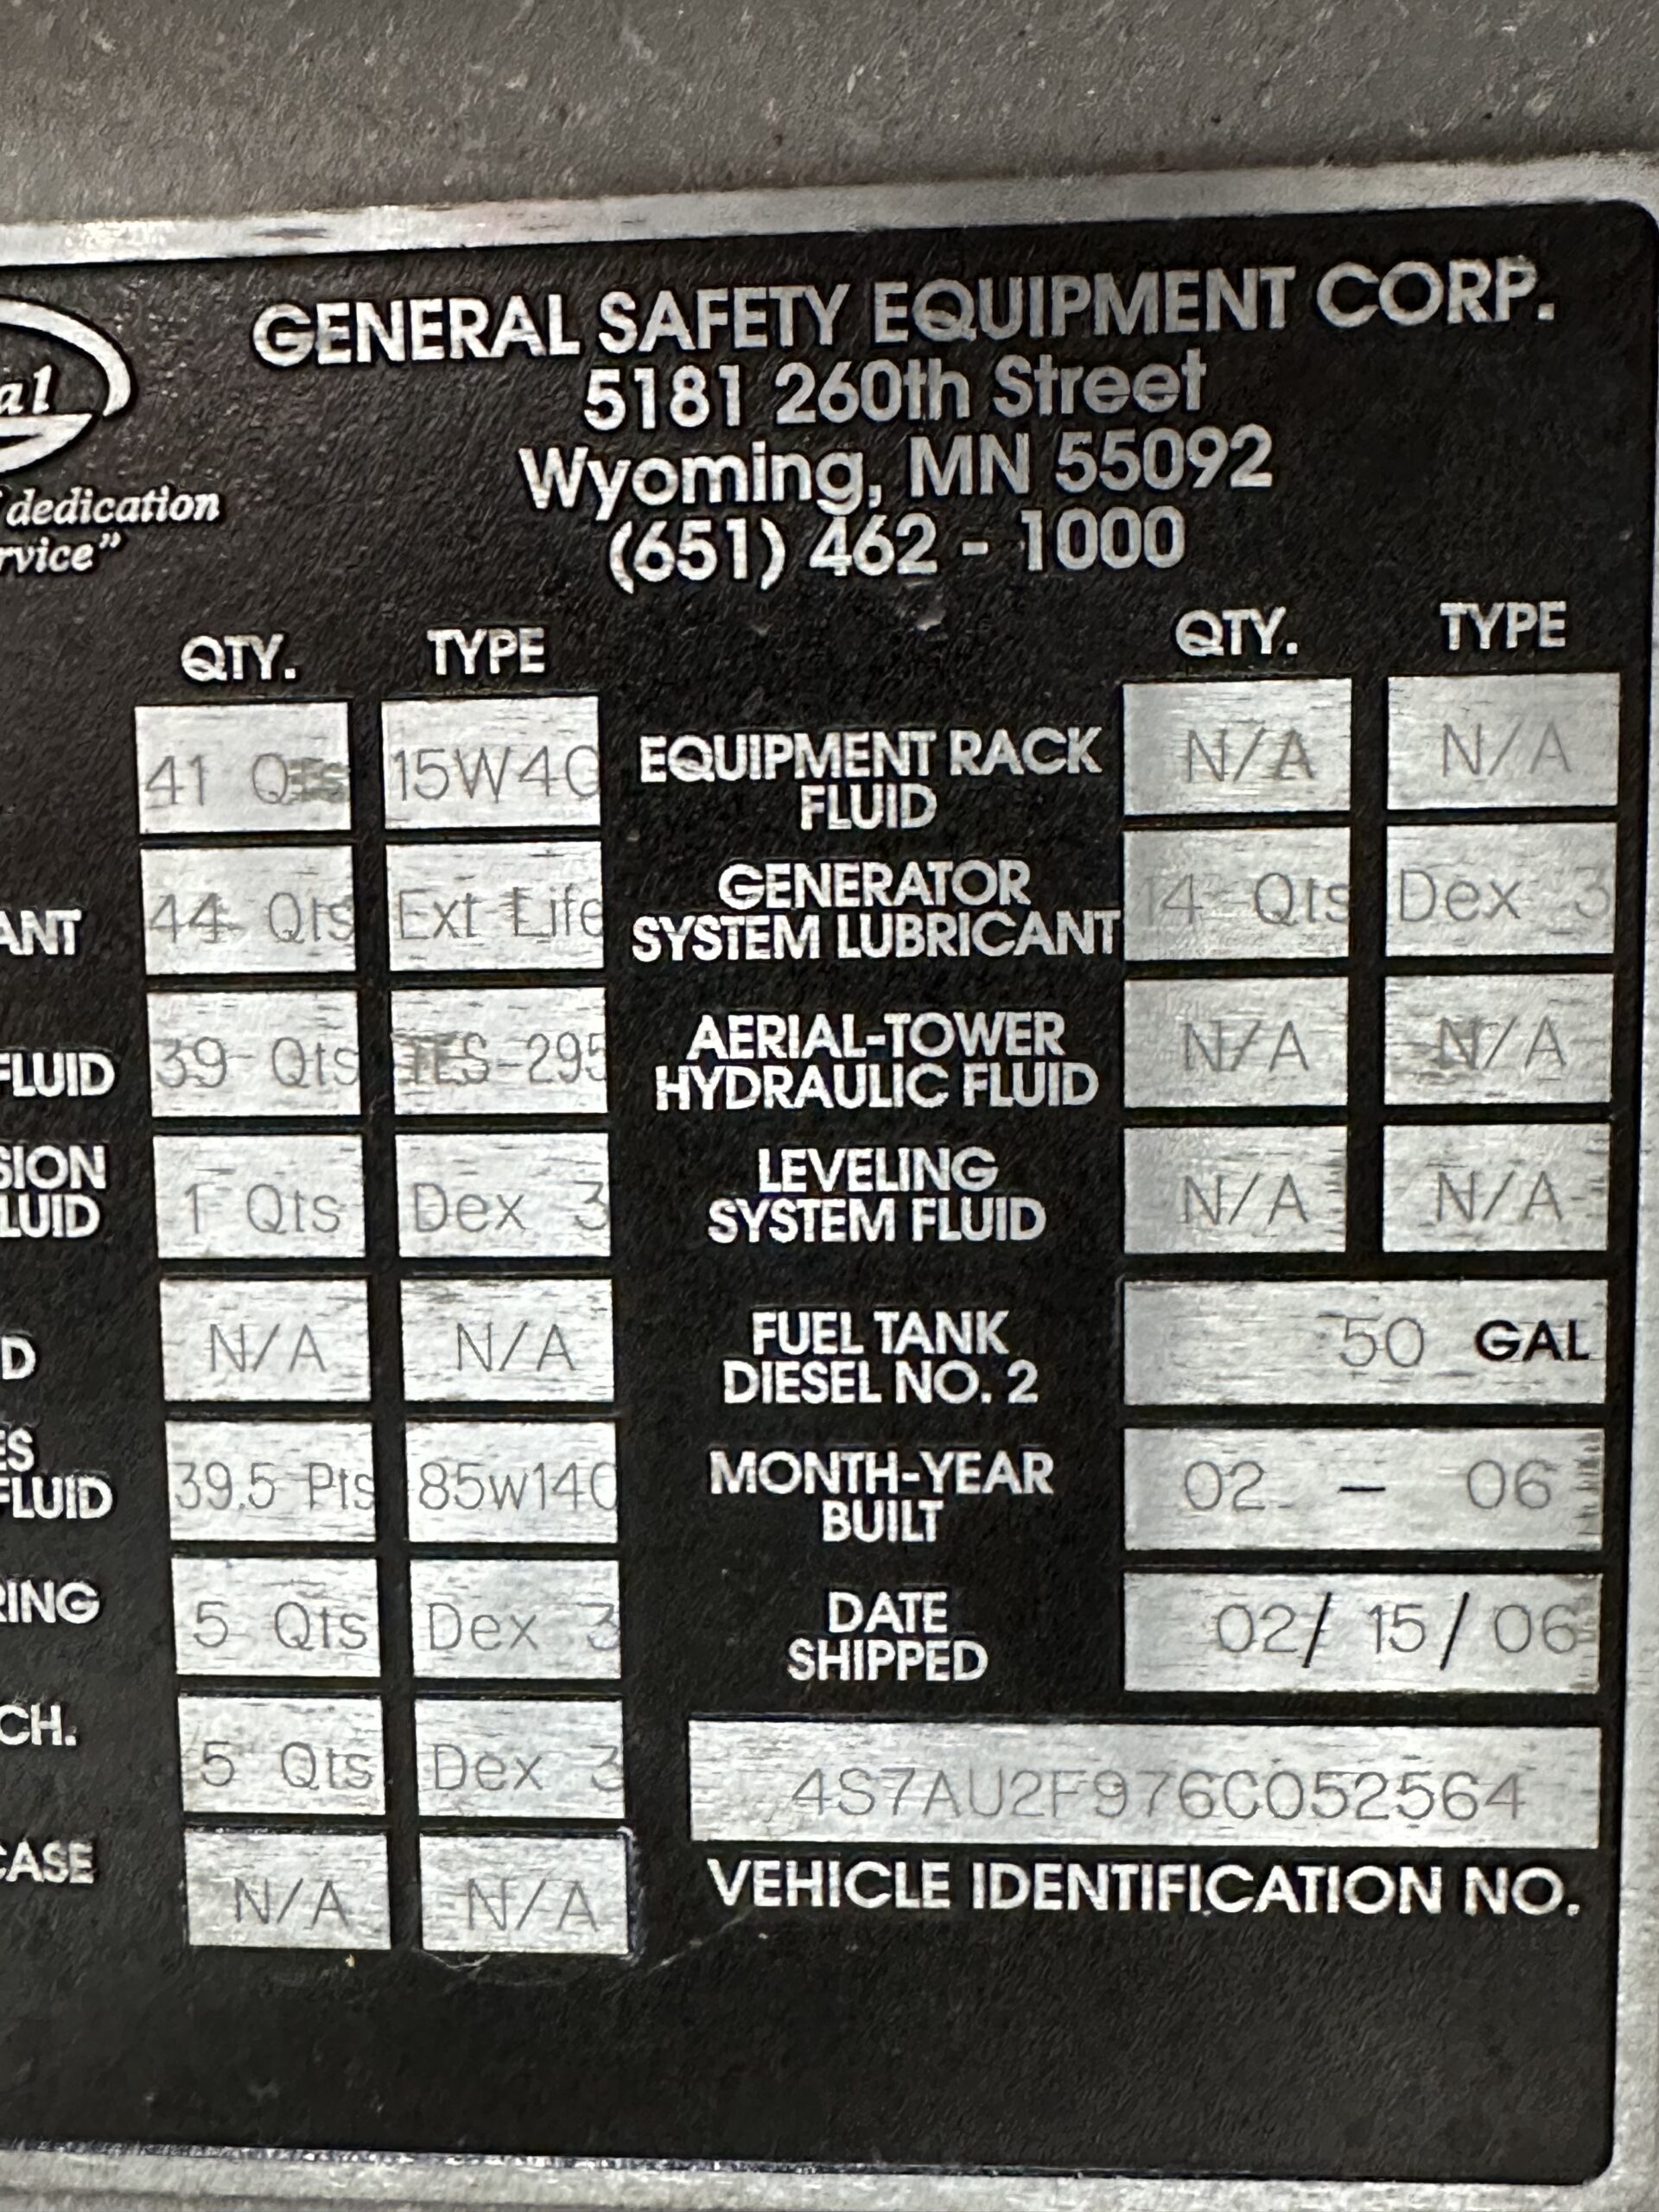 al
GENERAL SAFETY EQUIPMENT CORP.
5181 260th Street
Wyoming, MN 55092
(651) 462 - 1000
dedication
rvice”
QTY. TYPE QTY. TYPE
41 Qts 15W40 EQUIPMENT RACK N/A N/A
FLUID
ANT 44 Qts Ext Life GENERATOR 14 Qts Dex 3
SYSTEM LUBRICANT
FLUID 39 Qts TES-295 AERIAL-TOWER N/A N/A
HYDRAULIC FLUID
SION 1 Qts Dex 3 LEVELING N/A N/A
LUID SYSTEM FLUID
D N/A N/A FUEL TANK 50 GAL
DIESEL NO. 2
ES 39.5 Pts 85w140 MONTH-YEAR 02 - 06
FLUID BUILT
RING 5 Qts Dex 3 DATE 02/ 15 / 06
SHIPPED
CH. 5 Qts Dex 3 4S7AU2F976C052564
CASE N/A N/A VEHICLE IDENTIFICATION NO.